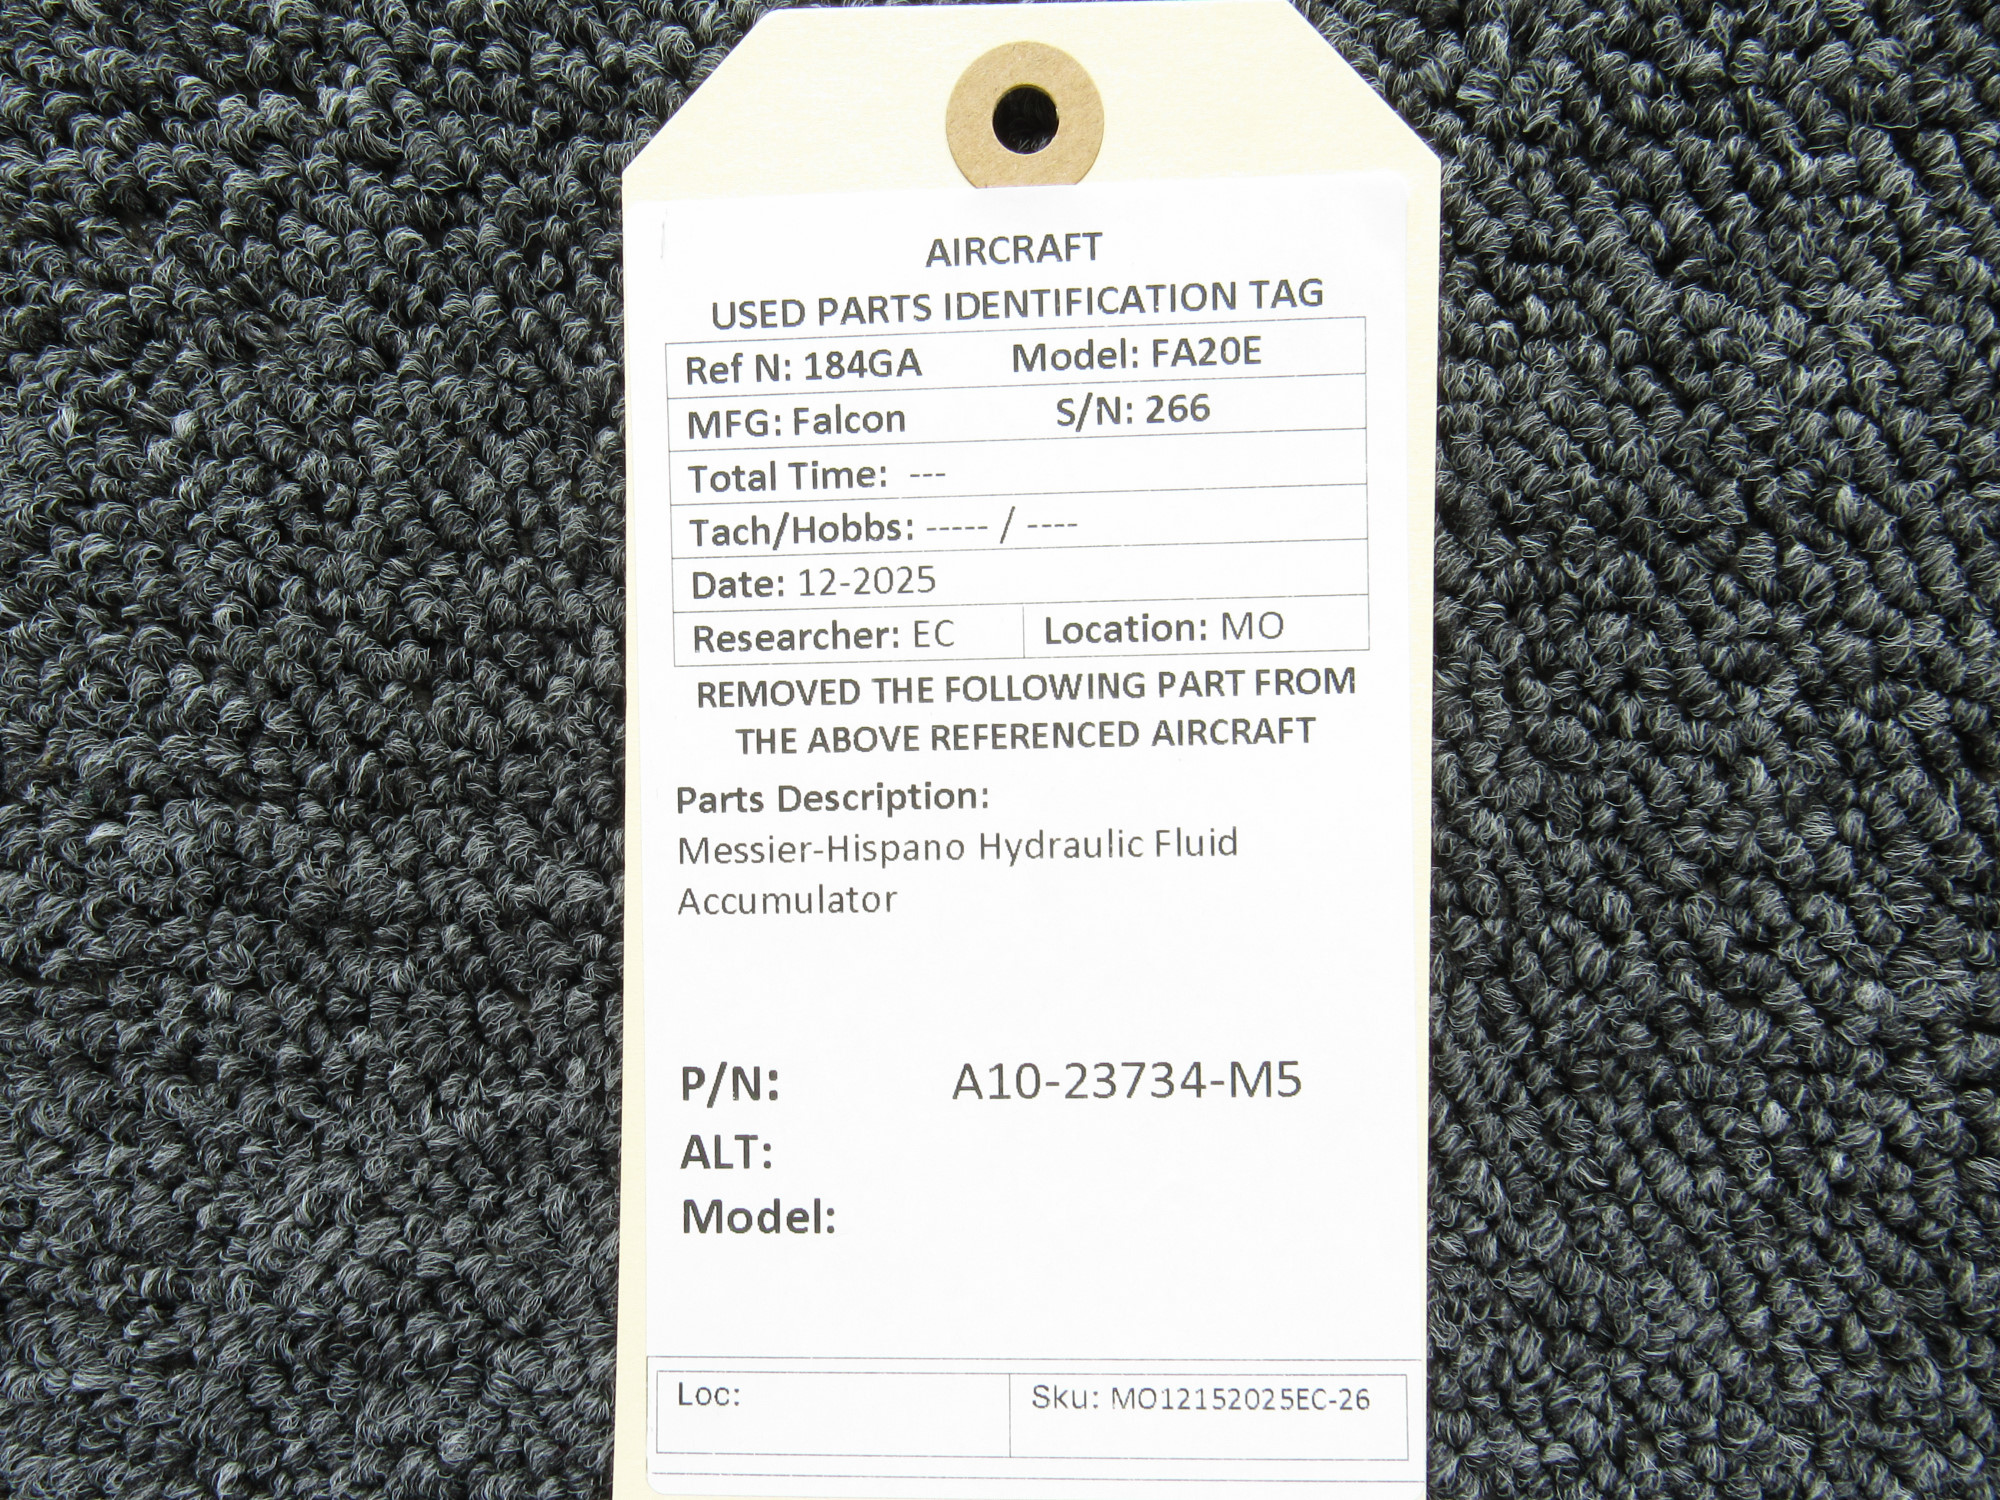 AIRCRAFT
USED PARTS IDENTIFICATION TAG
Ref N: 184GA Model: FA20E
MFG: Falcon S/N: 266
Total Time: ---
Tach/Hobbs: ----- / ----
Date: 12-2025
Researcher: EC Location: MO
REMOVED THE FOLLOWING PART FROM
THE ABOVE REFERENCED AIRCRAFT
Parts Description:
Messier-Hispano Hydraulic Fluid
Accumulator
P/N: A10-23734-M5
ALT:
Model:
Loc: Sku: MO12152025EC-26